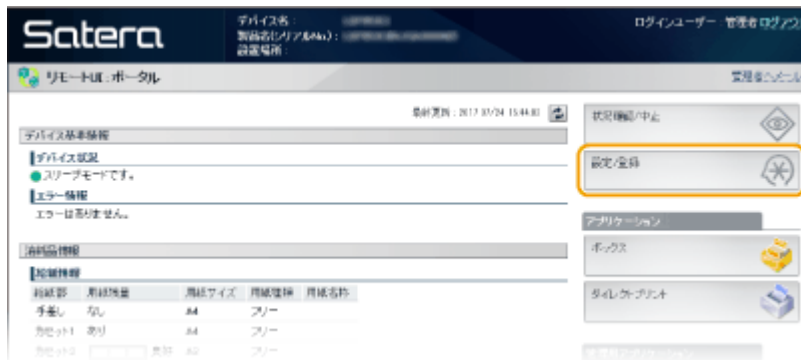 Satera
デバイス名:
製品名(シリアルNo.):
設置場所:
ログインユーザー: 管理者 ログアウト
リモートUI:ポータル
管理者へメール
最終更新:2017 07/24 15:44:03
状況確認/中止
デバイス基本情報
デバイス状況
スリープモードです。
設定/登録
エラー情報
エラーはありません。
アプリケーション
消耗品情報
ボックス
給紙情報
給紙部 用紙残量 用紙サイズ 用紙種類 用紙名称
手差し なし A4 フリー
ダイレクトプリント
カセット1 あり A4 フリー
カセット2 A3 フリー